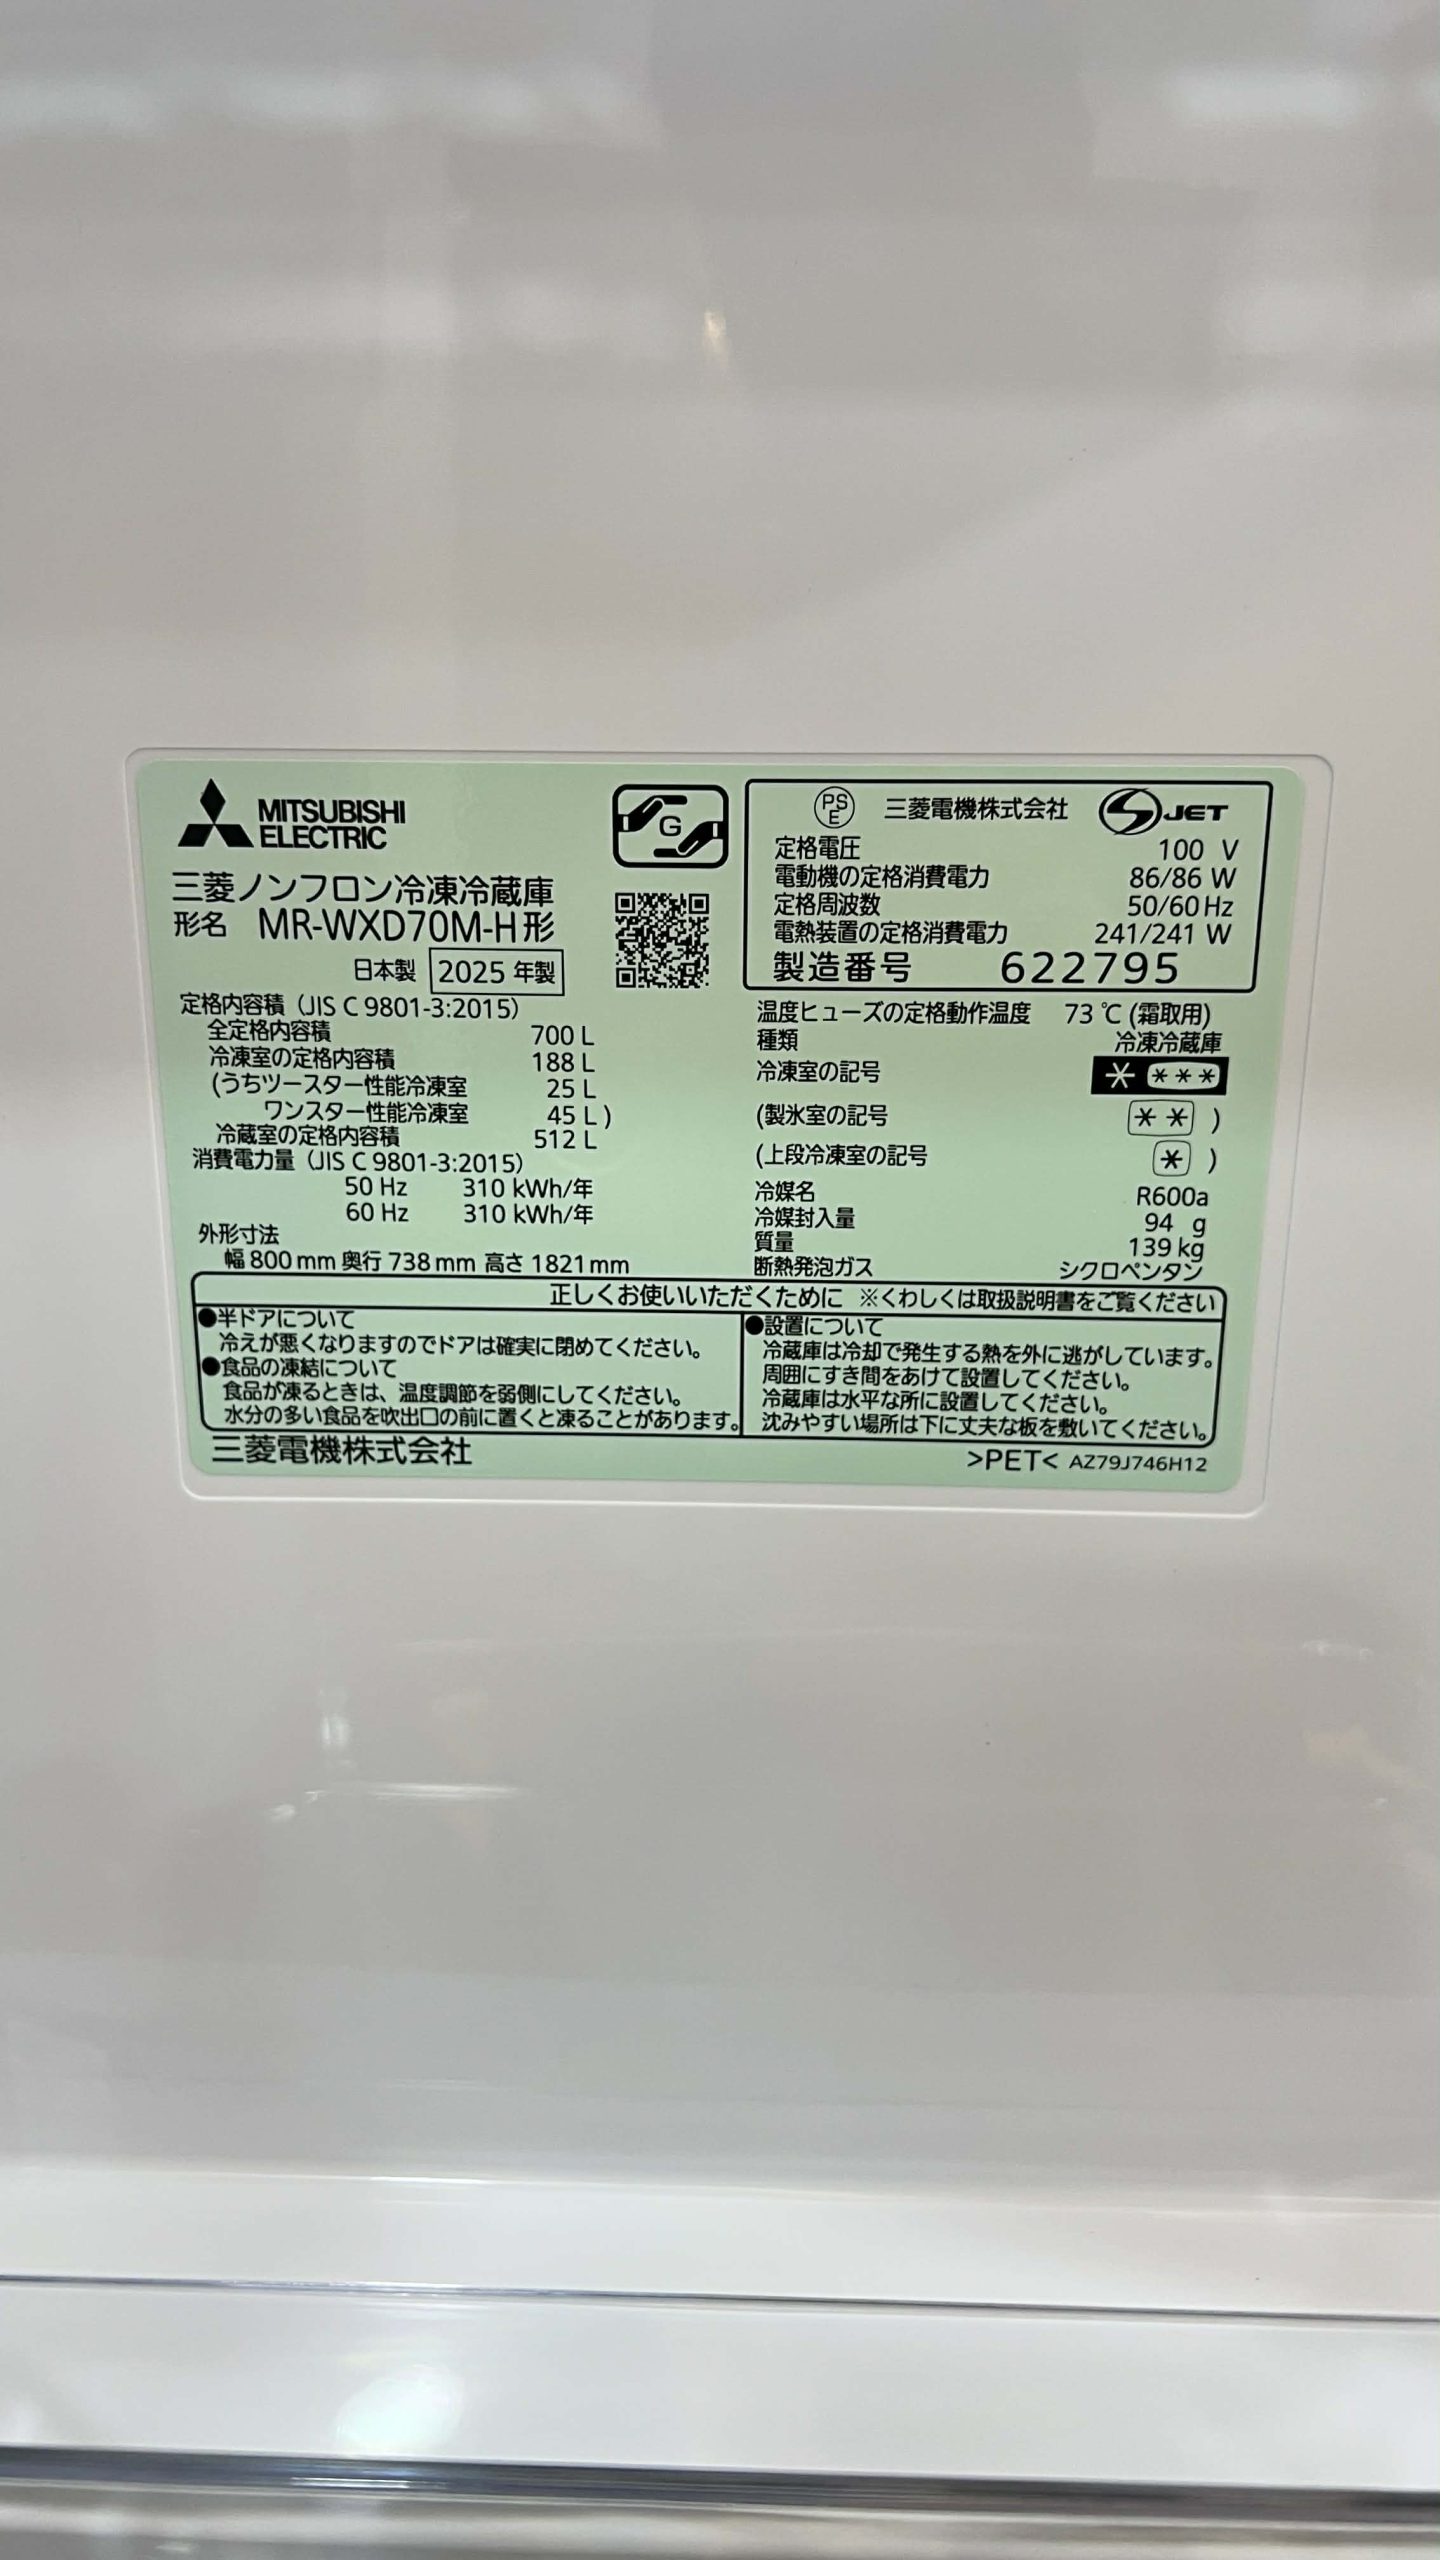 MITSUBISHI
ELECTRIC
G
三菱ノンフロン冷凍冷蔵庫
形名 MR-WXD70M-H形
日本製 2025 年製
定格内容積（JIS C 9801-3:2015）
全定格内容積 700 L
冷凍室の定格内容積 188 L
(うちツースター性能冷凍室 25 L
ワンスター性能冷凍室 45 L )
冷蔵室の定格内容積 512 L
消費電力量（JIS C 9801-3:2015）
50 Hz 310 kWh/年
60 Hz 310 kWh/年
外形寸法
幅 800 mm 奥行 738 mm 高さ 1821 mm
PS
E
三菱電機株式会社 JET
定格電圧 100 V
電動機の定格消費電力 86/86 W
定格周波数 50/60 Hz
電熱装置の定格消費電力 241/241 W
製造番号 622795
温度ヒューズの定格動作温度 73 ℃ (霜取用)
種類 冷凍冷蔵庫
冷凍室の記号 * ***
(製氷室の記号 ** )
(上段冷凍室の記号 * )
冷媒名 R600a
冷媒封入量 94 g
質量 139 kg
断熱発泡ガス シクロペンタン
正しくお使いいただくために ※くわしくは取扱説明書をご覧ください
●半ドアについて
冷えが悪くなりますのでドアは確実に閉めてください。
●食品の凍結について
食品が凍るときは、温度調節を弱側にしてください。
水分の多い食品を吹出口の前に置くと凍ることがあります。
●設置について
冷蔵庫は冷却で発生する熱を外に逃がしています。
周囲にすき間をあけて設置してください。
冷蔵庫は水平な所に設置してください。
沈みやすい場所は下に丈夫な板を敷いてください。
三菱電機株式会社
>PET< AZ79J746H12